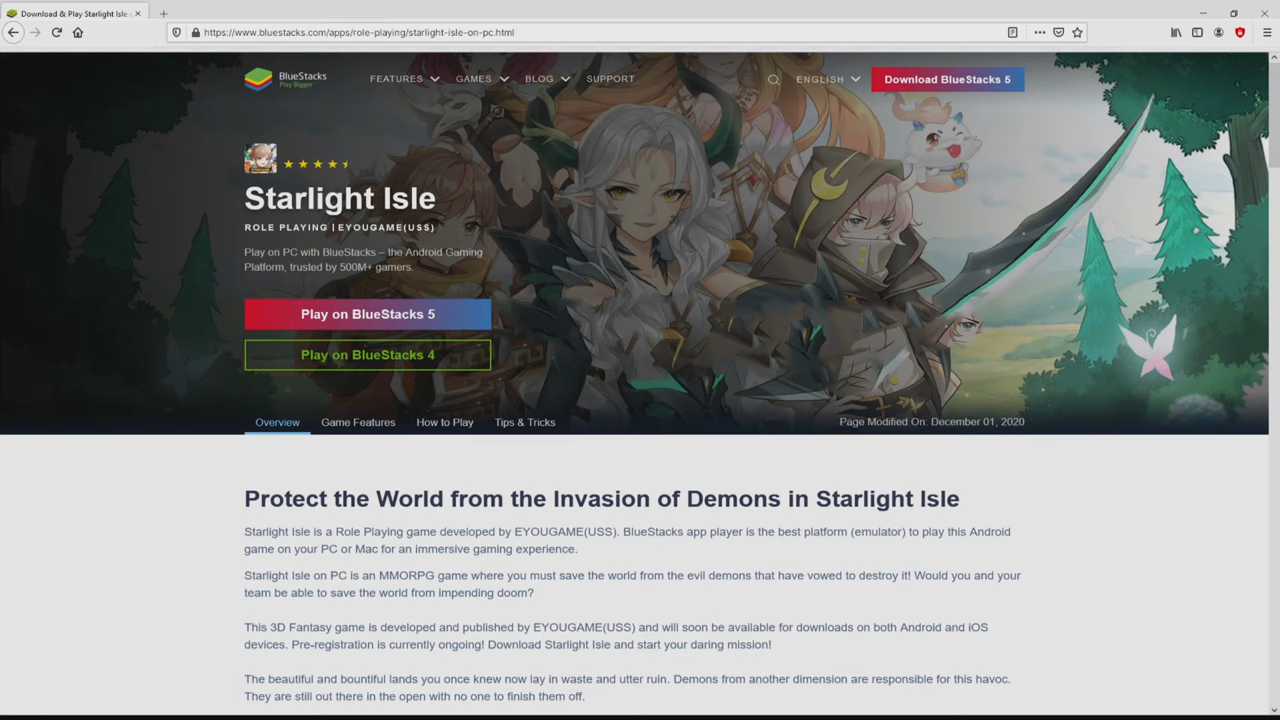 Download & Play Starlight Isle
https://www.bluestacks.com/apps/role-playing/starlight-isle-on-pc.html
BlueStacks
Play Bigger
FEATURES GAMES BLOG SUPPORT
ENGLISH
Download BlueStacks 5
Starlight Isle
ROLE PLAYING | EYOUGAME(USS)
Play on PC with BlueStacks – the Android Gaming
Platform, trusted by 500M+ gamers.
Play on BlueStacks 5
Play on BlueStacks 4
Overview Game Features How to Play Tips & Tricks
Page Modified On: December 01, 2020
Protect the World from the Invasion of Demons in Starlight Isle
Starlight Isle is a Role Playing game developed by EYOUGAME(USS). BlueStacks app player is the best platform (emulator) to play this Android
game on your PC or Mac for an immersive gaming experience.
Starlight Isle on PC is an MMORPG game where you must save the world from the evil demons that have vowed to destroy it! Would you and your
team be able to save the world from impending doom?
This 3D Fantasy game is developed and published by EYOUGAME(USS) and will soon be available for downloads on both Android and iOS
devices. Pre-registration is currently ongoing! Download Starlight Isle and start your daring mission!
The beautiful and bountiful lands you once knew now lay in waste and utter ruin. Demons from another dimension are responsible for this havoc.
They are still out there in the open with no one to finish them off.